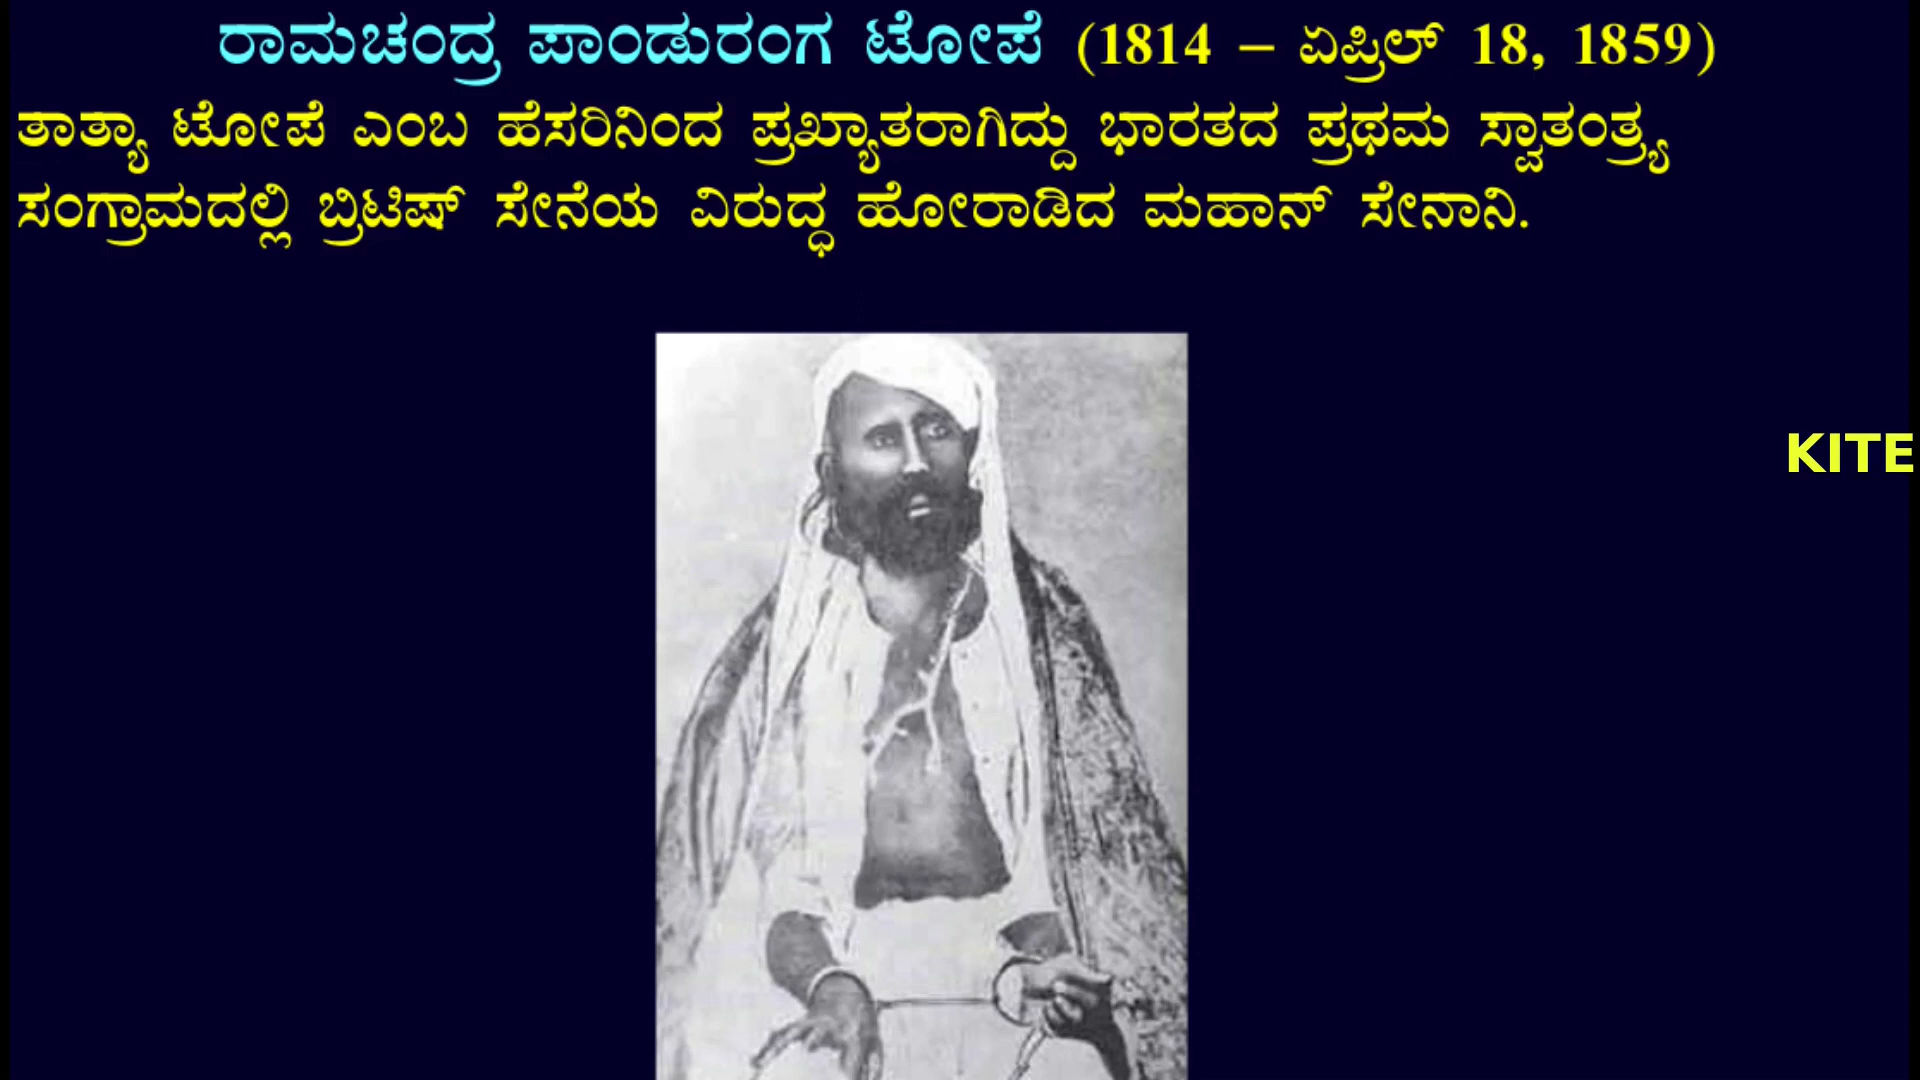 ರಾಮಚಂದ್ರ ಪಾಂಡುರಂಗ ಟೋಪೆ (1814 – ಏಪ್ರಿಲ್ 18, 1859)
ತಾತ್ಯಾ ಟೋಪೆ ಎಂಬ ಹೆಸರಿನಿಂದ ಪ್ರಖ್ಯಾತರಾಗಿದ್ದು ಭಾರತದ ಪ್ರಥಮ ಸ್ವಾತಂತ್ರ್ಯ
ಸಂಗ್ರಾಮದಲ್ಲಿ ಬ್ರಿಟಿಷ್ ಸೇನೆಯ ವಿರುದ್ಧ ಹೋರಾಡಿದ ಮಹಾನ್ ಸೇನಾನಿ.
KITE